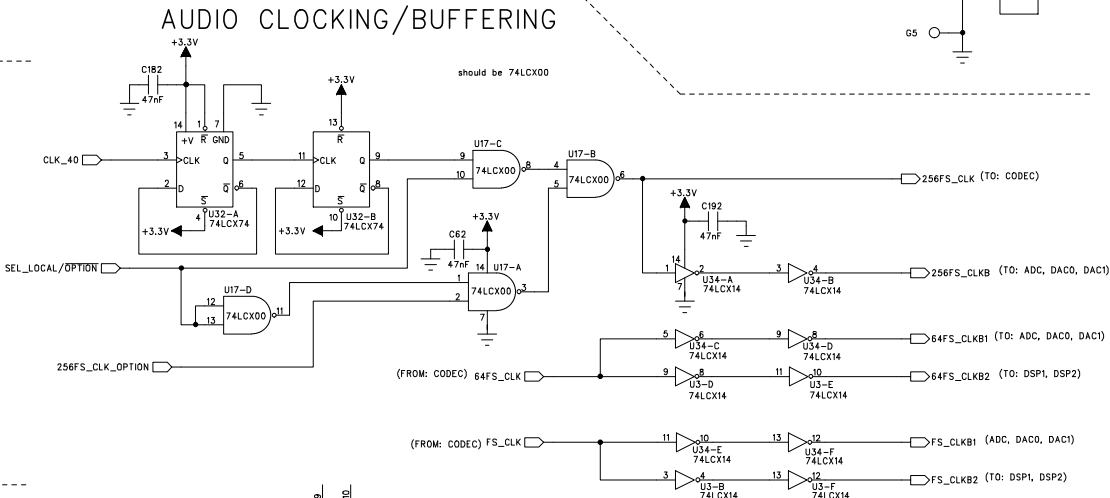 AUDIO CLOCKING/BUFFERING
G5
+3.3V
C182
47nF
should be 74LCX00
+3.3V
14 1 7
+V R GND
13
R
CLK_40
3 CLK Q 5
11 CLK Q 9
2 D Q 6
12 D Q 8
S
4 U32-A
74LCX74
+3.3V
S
10 U32-B
74LCX74
+3.3V
U17-C
9
10
74LCX00
8
U17-B
4
5
74LCX00
6
256FS_CLK (TO: CODEC)
+3.3V
C192
47nF
SEL_LOCAL/OPTION
+3.3V
C62
47nF
14 U17-A
1
2
74LCX00
3
7
U17-D
12
13
74LCX00
11
256FS_CLK_OPTION
14
1 2
7
U34-A
74LCX14
3 4
U34-B
74LCX14
256FS_CLKB (TO: ADC, DAC0, DAC1)
5 6
U34-C
74LCX14
9 8
U34-D
74LCX14
64FS_CLKB1 (TO: ADC, DAC0, DAC1)
(FROM: CODEC) 64FS_CLK
9 8
U3-D
74LCX14
11 10
U3-E
74LCX14
64FS_CLKB2 (TO: DSP1, DSP2)
(FROM: CODEC) FS_CLK
11 10
U34-E
74LCX14
13 12
U34-F
74LCX14
FS_CLKB1 (ADC, DAC0, DAC1)
3 4
U3-B
74LCX14
13 12
U3-F
74LCX14
FS_CLKB2 (TO: DSP1, DSP2)